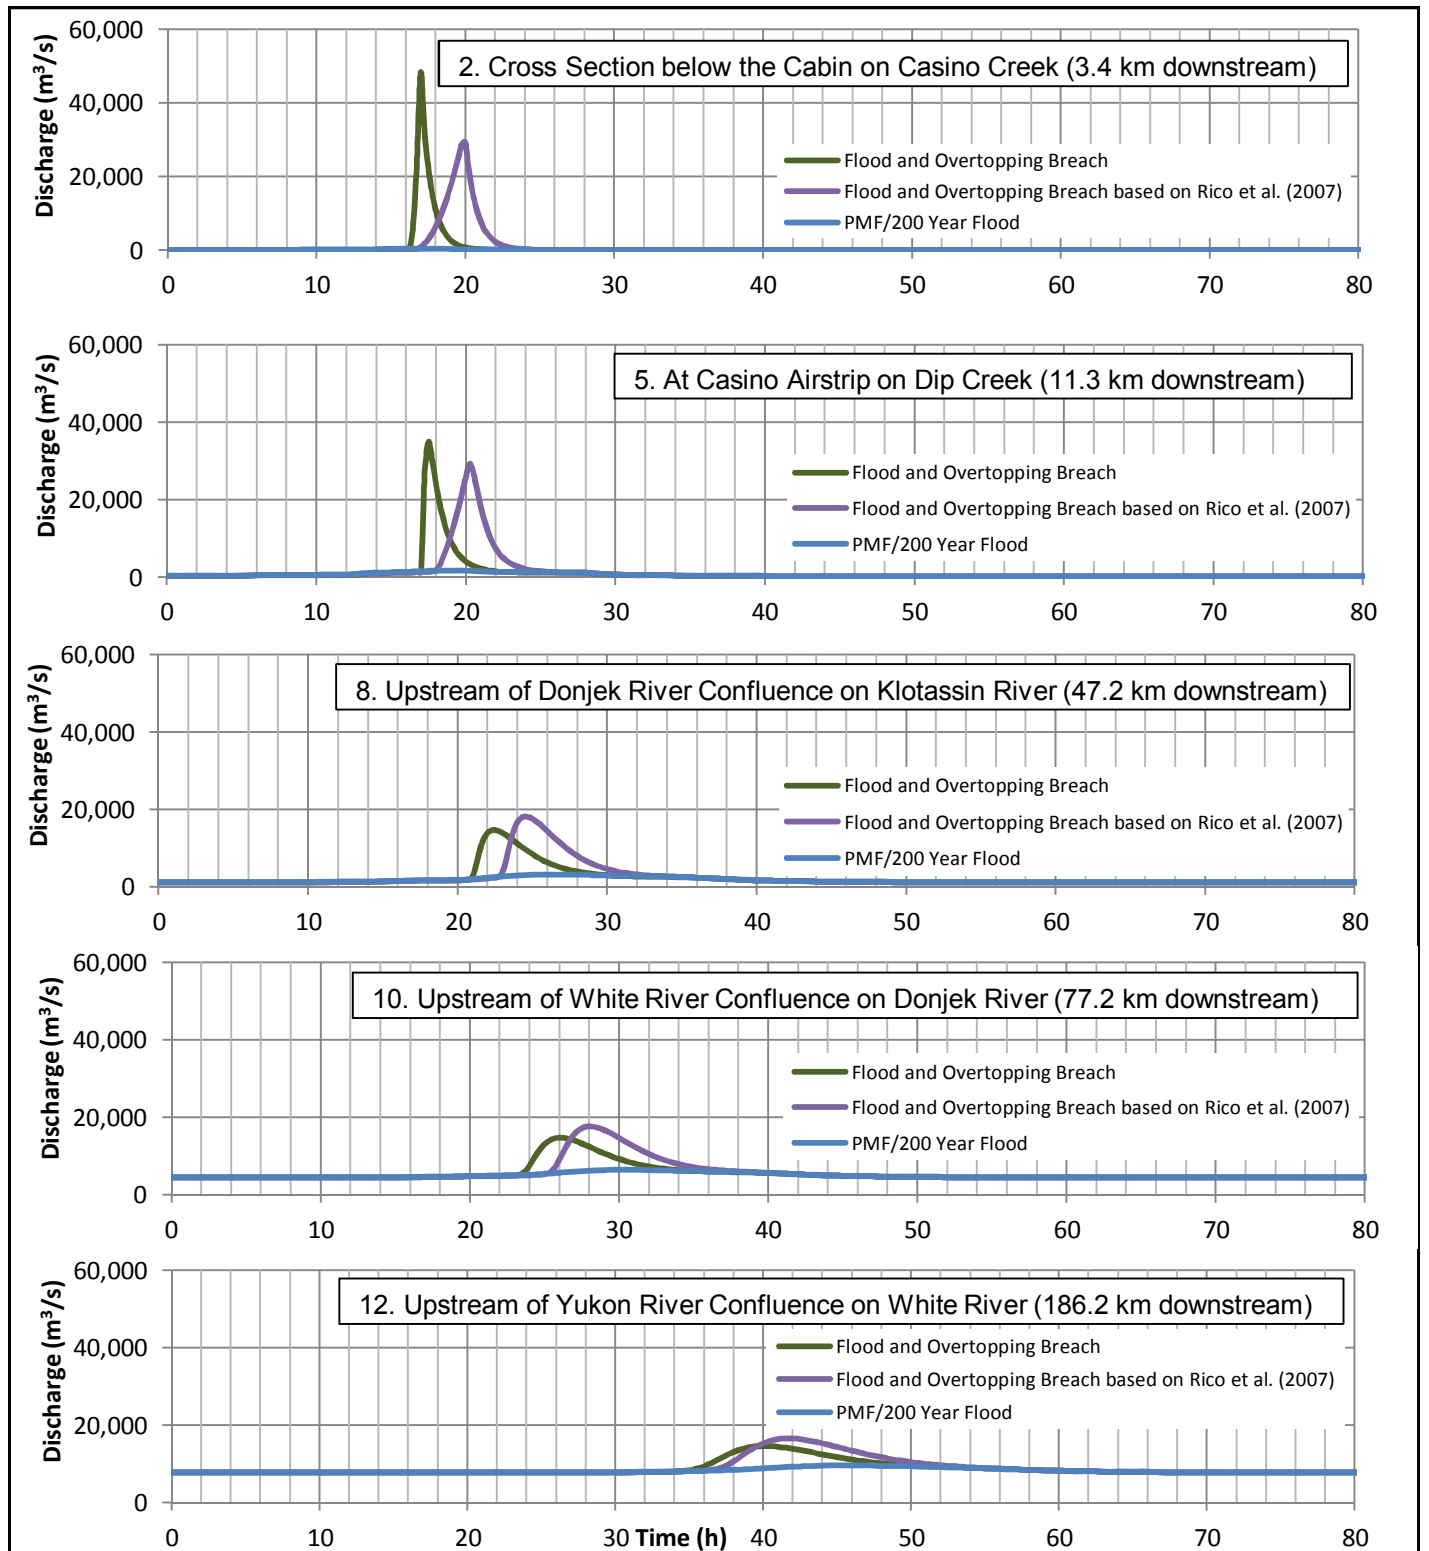 60,000
2. Cross Section below the Cabin on Casino Creek (3.4 km downstream)
40,000
Discharge (m³/s)
20,000
0
Flood and Overtopping Breach
Flood and Overtopping Breach based on Rico et al. (2007)
PMF/200 Year Flood
0 10 20 30 40 50 60 70 80
60,000
5. At Casino Airstrip on Dip Creek (11.3 km downstream)
40,000
Discharge (m³/s)
20,000
0
Flood and Overtopping Breach
Flood and Overtopping Breach based on Rico et al. (2007)
PMF/200 Year Flood
0 10 20 30 40 50 60 70 80
60,000
8. Upstream of Donjek River Confluence on Klotassin River (47.2 km downstream)
40,000
Discharge (m³/s)
20,000
0
Flood and Overtopping Breach
Flood and Overtopping Breach based on Rico et al. (2007)
PMF/200 Year Flood
0 10 20 30 40 50 60 70 80
60,000
10. Upstream of White River Confluence on Donjek River (77.2 km downstream)
40,000
Discharge (m³/s)
20,000
0
Flood and Overtopping Breach
Flood and Overtopping Breach based on Rico et al. (2007)
PMF/200 Year Flood
0 10 20 30 40 50 60 70 80
60,000
12. Upstream of Yukon River Confluence on White River (186.2 km downstream)
40,000
Discharge (m³/s)
20,000
0
Flood and Overtopping Breach
Flood and Overtopping Breach based on Rico et al. (2007)
PMF/200 Year Flood
0 10 20 30 Time (h) 40 50 60 70 80